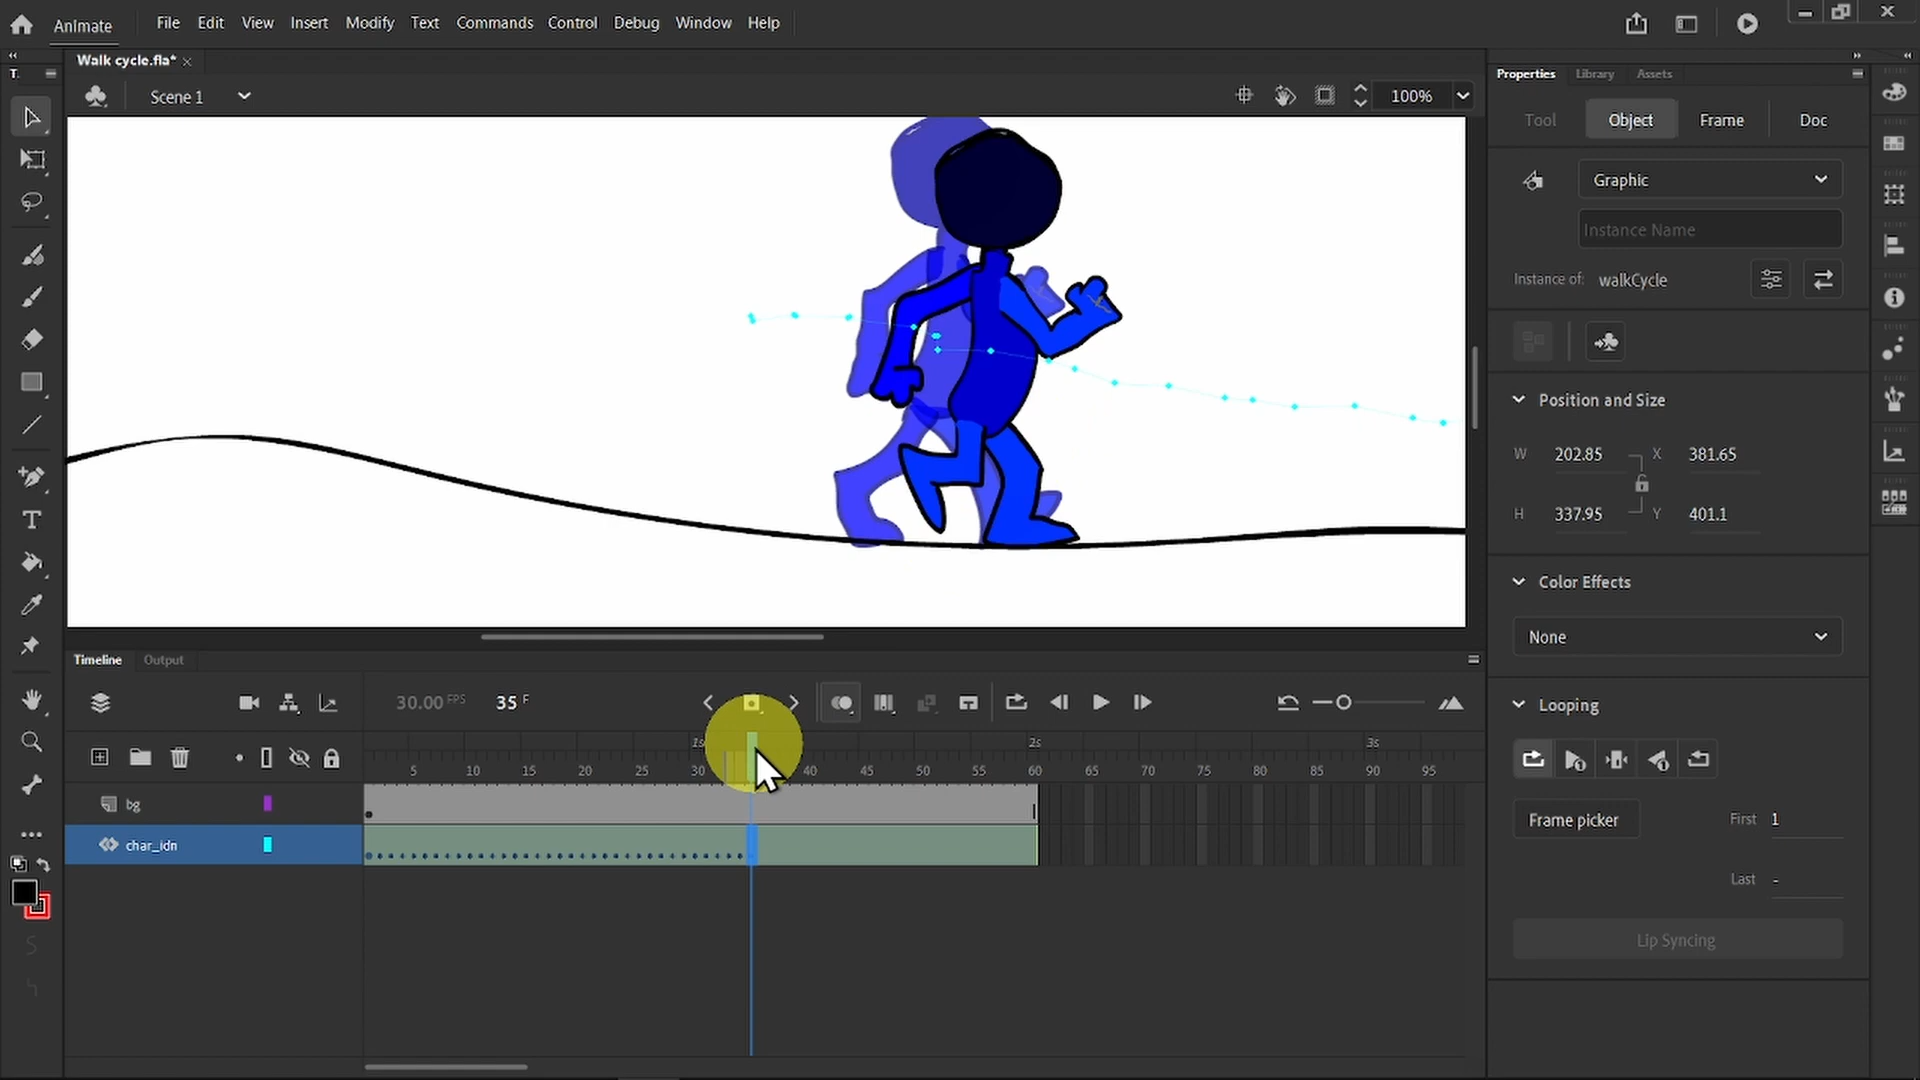 Animate File Edit View Insert Modify Text Commands Control Debug Window Help
T.
Walk cycle.fla*
Scene 1
100%
Properties Library Assets
Tool Object Frame Doc
Graphic
Instance Name
Instance of: walkCycle
Position and Size
W 202.85 X 381.65
H 337.95 Y 401.1
Color Effects
None
Looping
Frame picker First 1
Last -
Lip Syncing
Timeline Output
30.00 FPS 35 F
1s 2s 3s
5 10 15 20 25 30 40 45 50 55 60 65 70 75 80 85 90 95
bg
char_idn